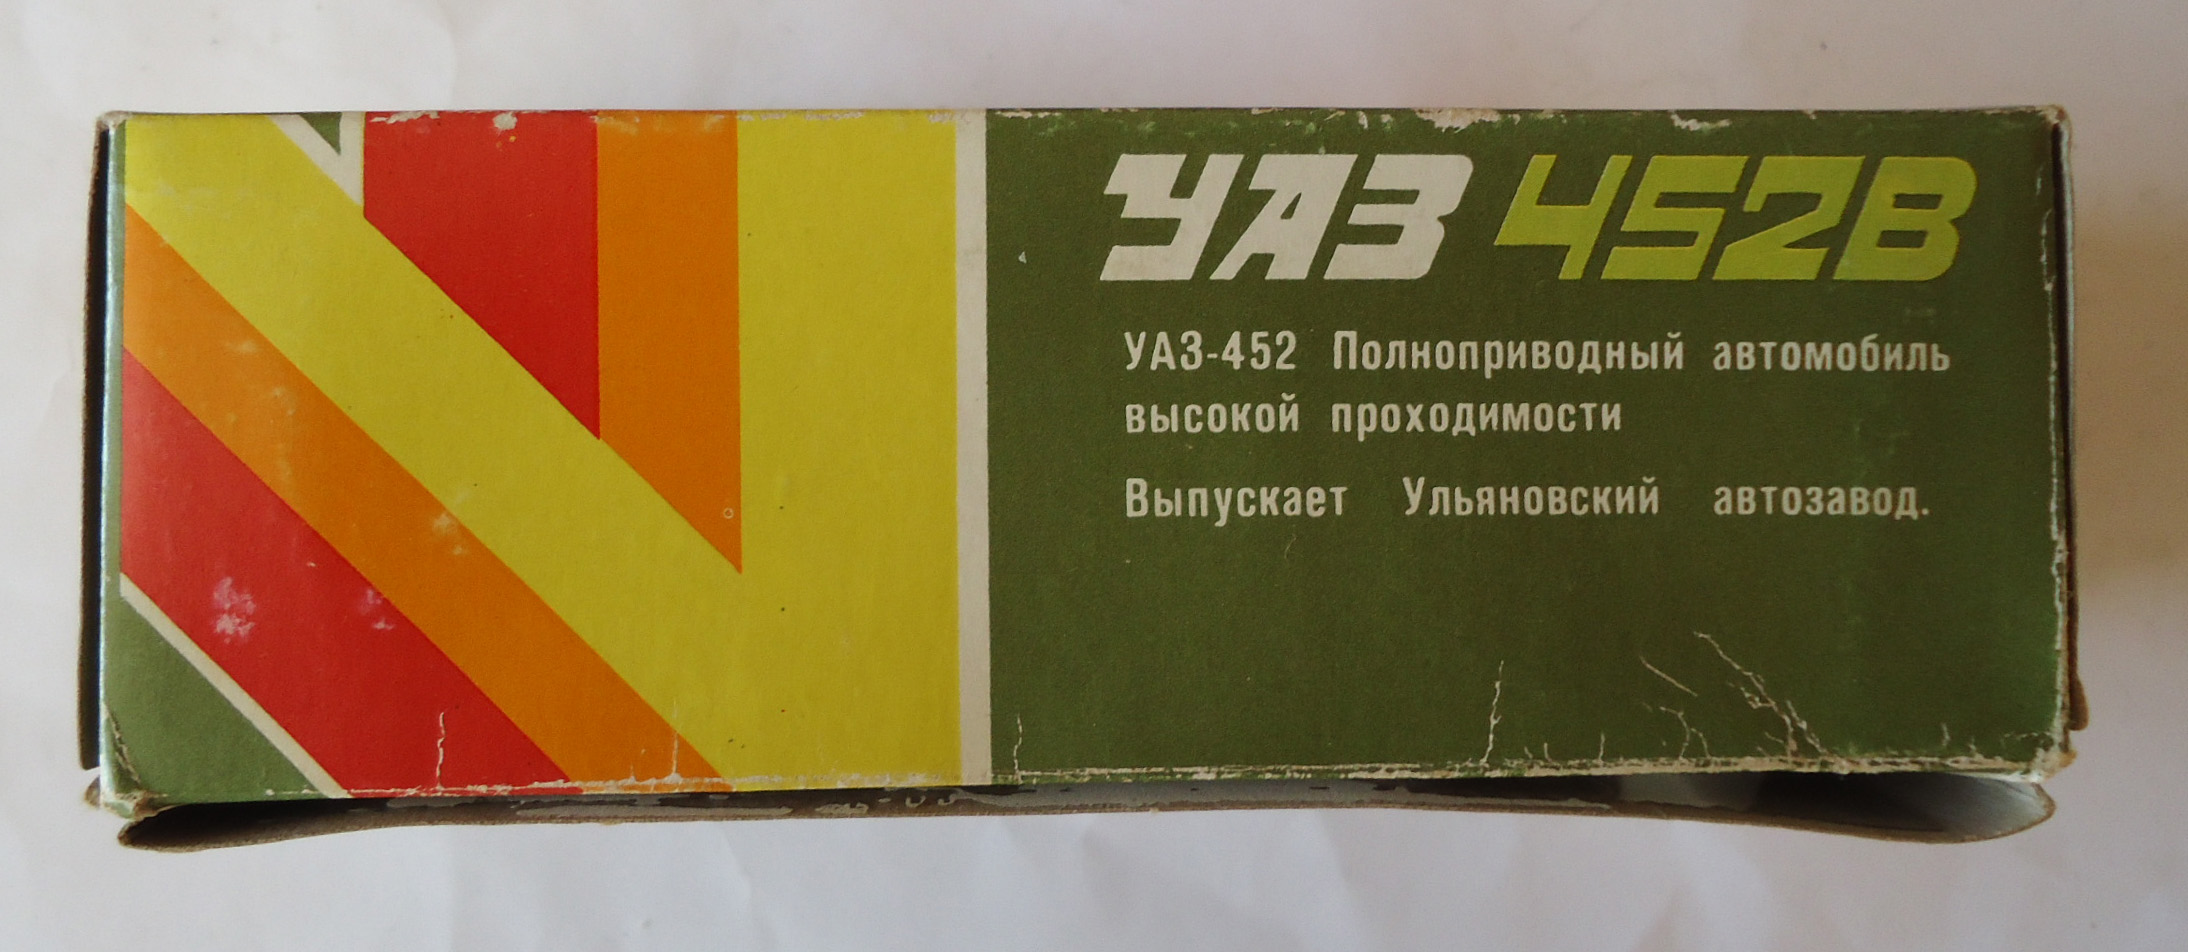 УАЗ 452В
УАЗ-452 Полноприводный автомобиль
высокой проходимости
Выпускает Ульяновский автозавод.